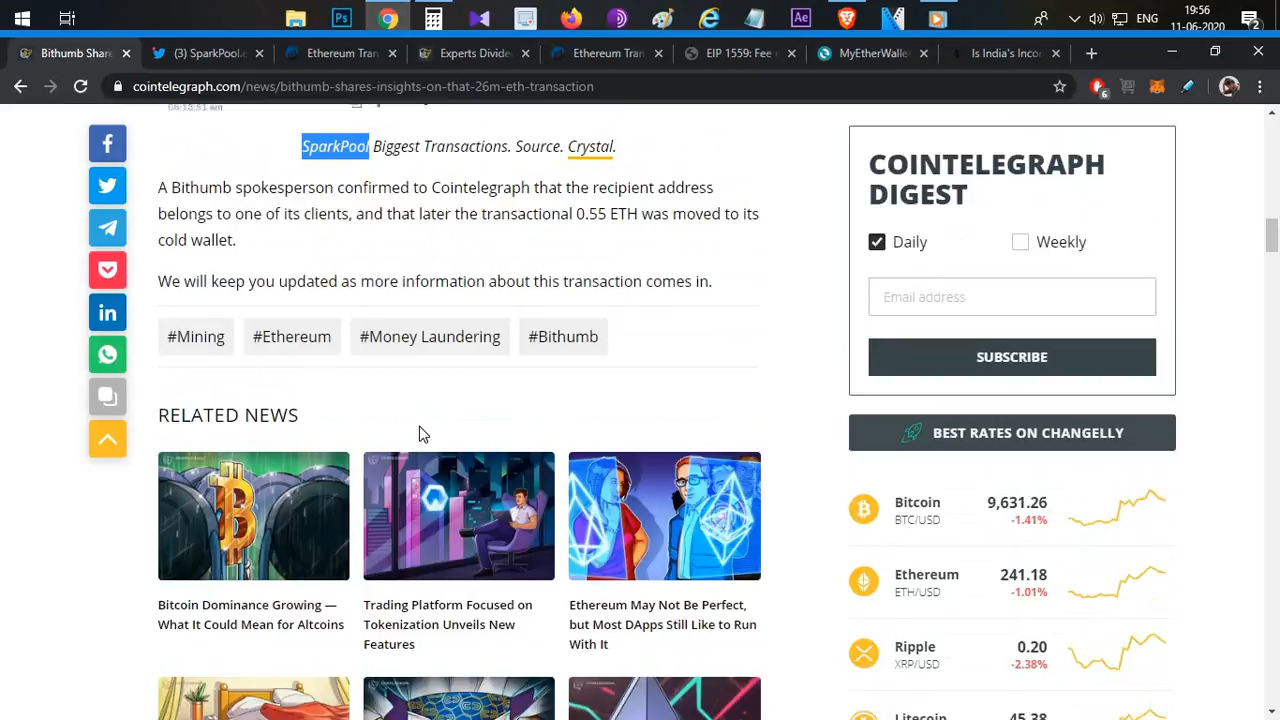 Ps
Ae
ENG
19:56
11-06-2020
2
Bithumb Share
(3) SparkPool.e
Ethereum Tran
Experts Divide
Ethereum Tran
EIP 1559: Fee m
MyEtherWalle
Is India's Inco
cointelegraph.com/news/bithumb-shares-insights-on-that-26m-eth-transaction
6
SparkPool Biggest Transactions. Source. Crystal.
A Bithumb spokesperson confirmed to Cointelegraph that the recipient address
belongs to one of its clients, and that later the transactional 0.55 ETH was moved to its
cold wallet.
We will keep you updated as more information about this transaction comes in.
#Mining #Ethereum #Money Laundering #Bithumb
RELATED NEWS
Bitcoin Dominance Growing —
What It Could Mean for Altcoins
Trading Platform Focused on
Tokenization Unveils New
Features
Ethereum May Not Be Perfect,
but Most DApps Still Like to Run
With It
COINTELEGRAPH
DIGEST
Daily
Weekly
Email address
SUBSCRIBE
BEST RATES ON CHANGELLY
Bitcoin 9,631.26
BTC/USD -1.41%
Ethereum 241.18
ETH/USD -1.01%
Ripple 0.20
XRP/USD -2.38%
Litecoin 45.38